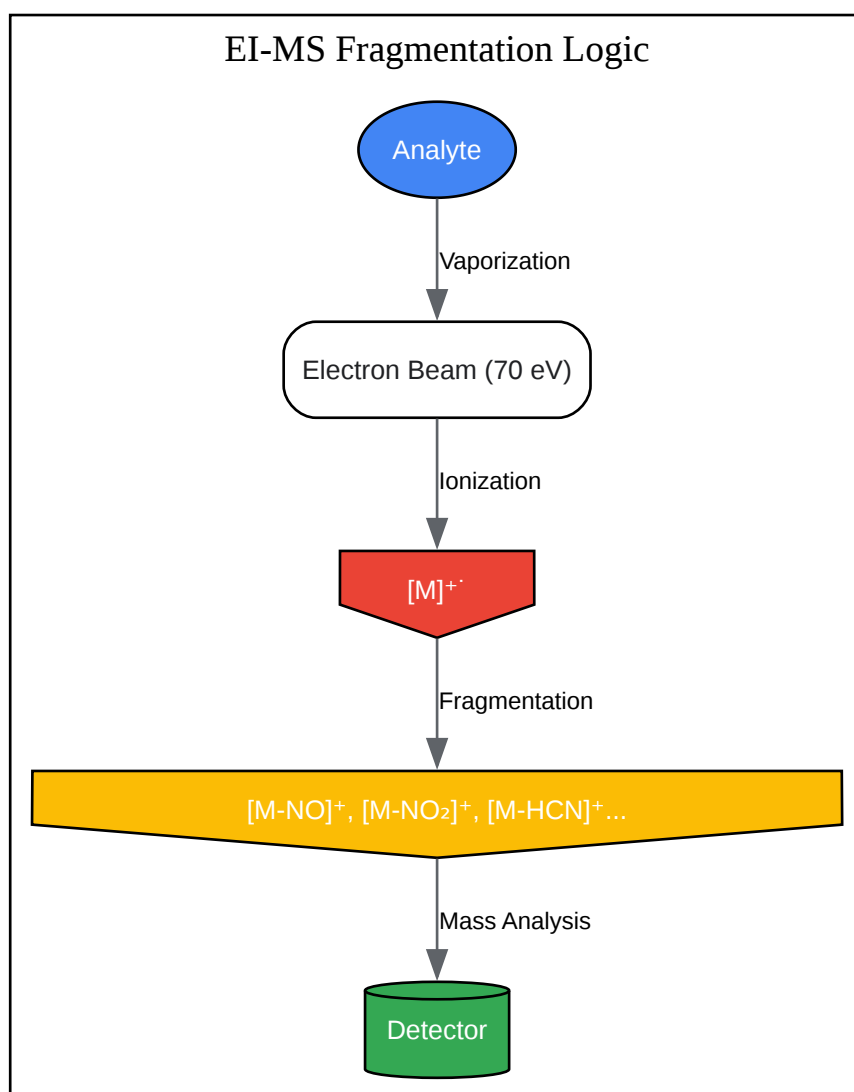 EI-MS Fragmentation Logic
Analyte
Vaporization
Electron Beam (70 eV)
Ionization
[M]⁺˙
Fragmentation
[M-NO]⁺, [M-NO₂]⁺, [M-HCN]⁺...
Mass Analysis
Detector